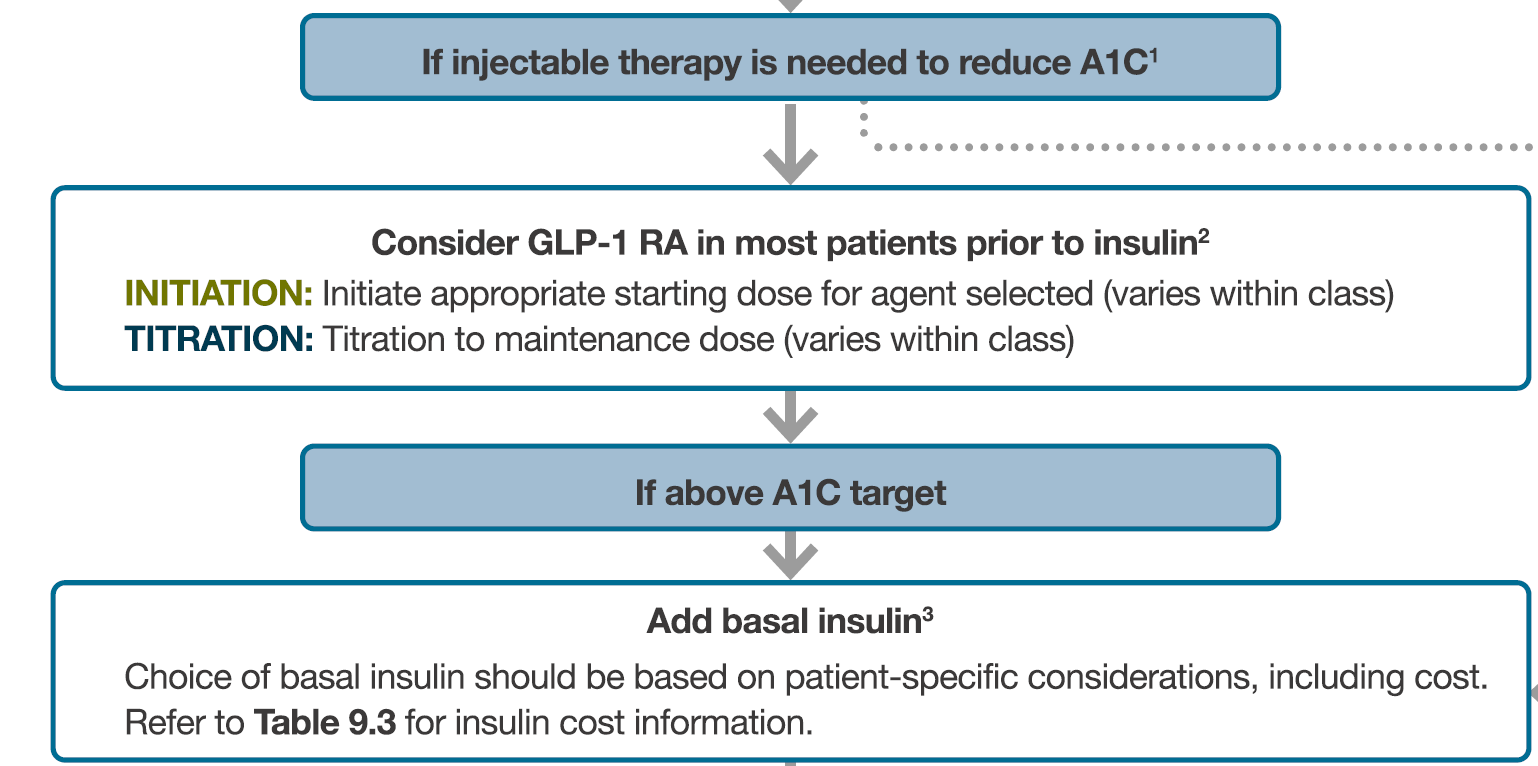 If injectable therapy is needed to reduce A1C¹
Consider GLP-1 RA in most patients prior to insulin²
INITIATION: Initiate appropriate starting dose for agent selected (varies within class)
TITRATION: Titration to maintenance dose (varies within class)
If above A1C target
Add basal insulin³
Choice of basal insulin should be based on patient-specific considerations, including cost.
Refer to Table 9.3 for insulin cost information.